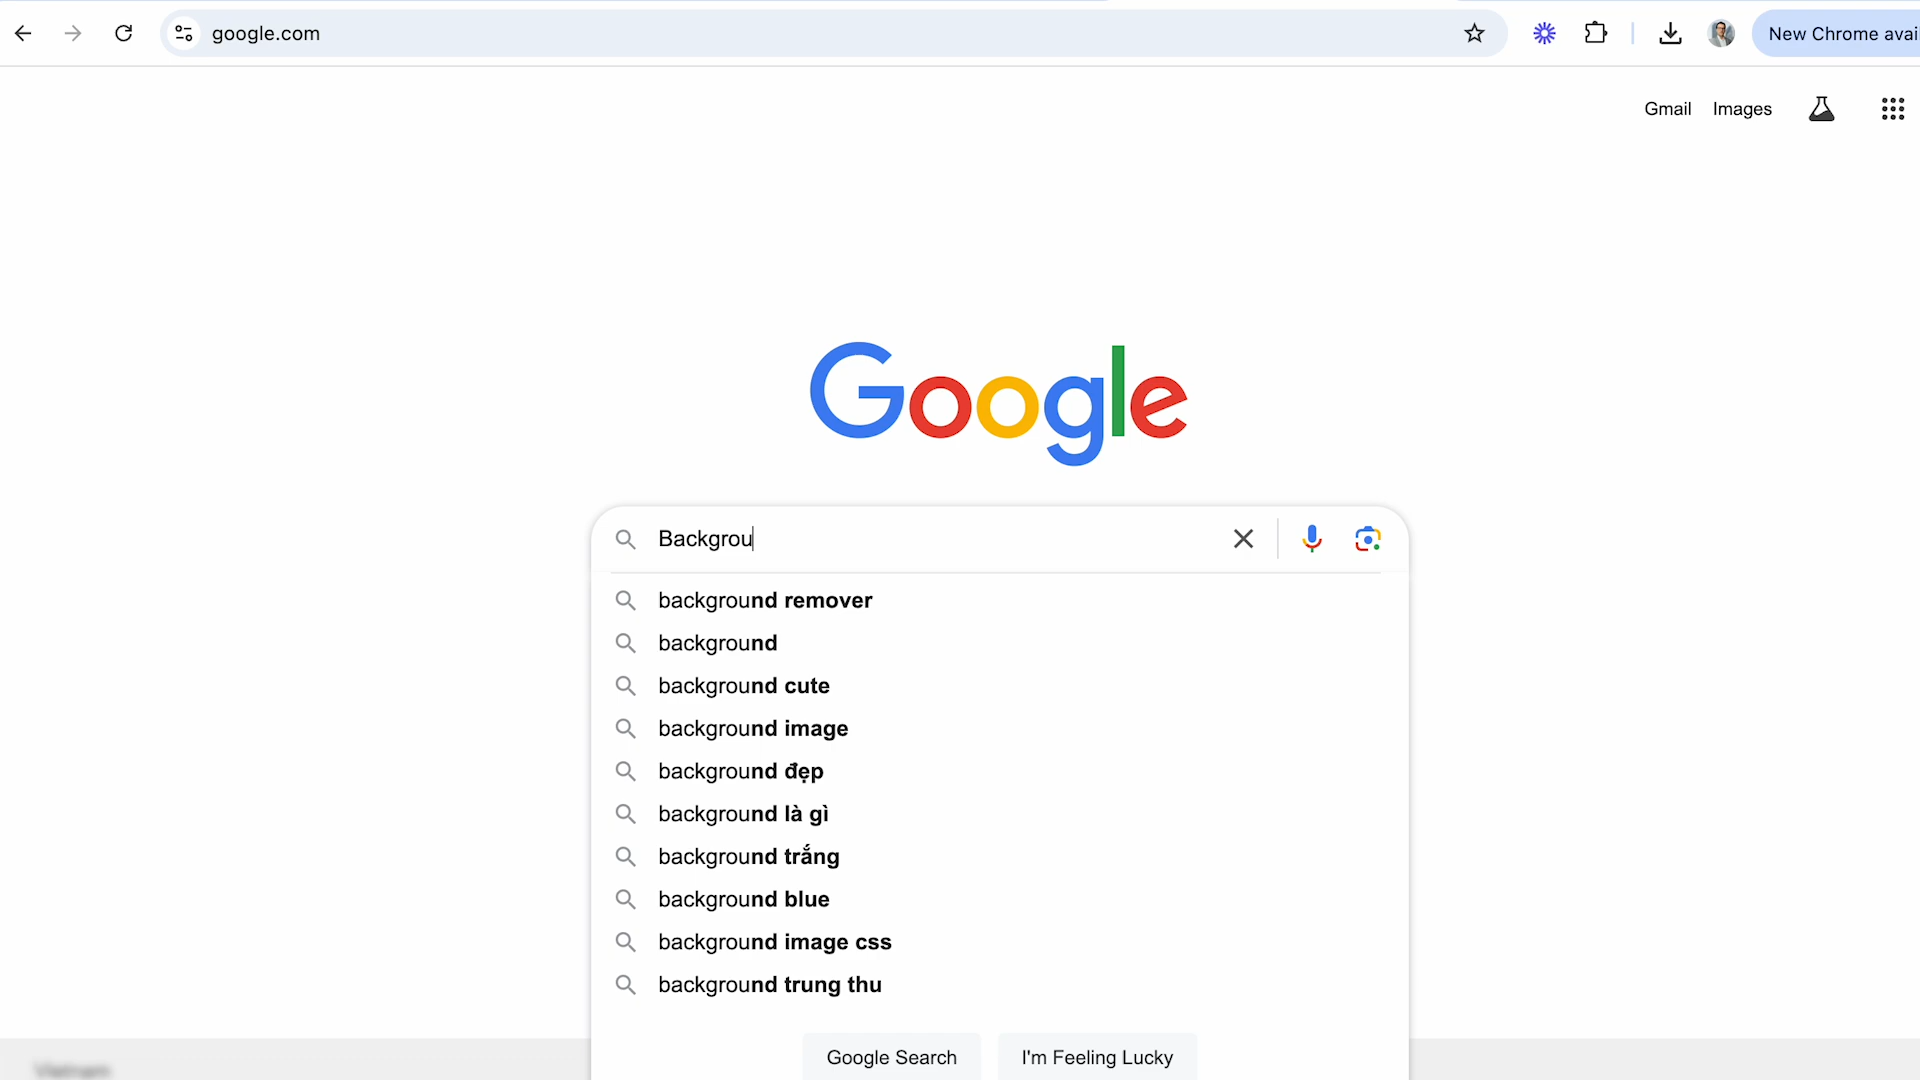 google.com
New Chrome avai
Gmail Images
Google
Backgrou
background remover
background
background cute
background image
background đẹp
background là gì
background trắng
background blue
background image css
background trung thu
Google Search I'm Feeling Lucky
Vietnam